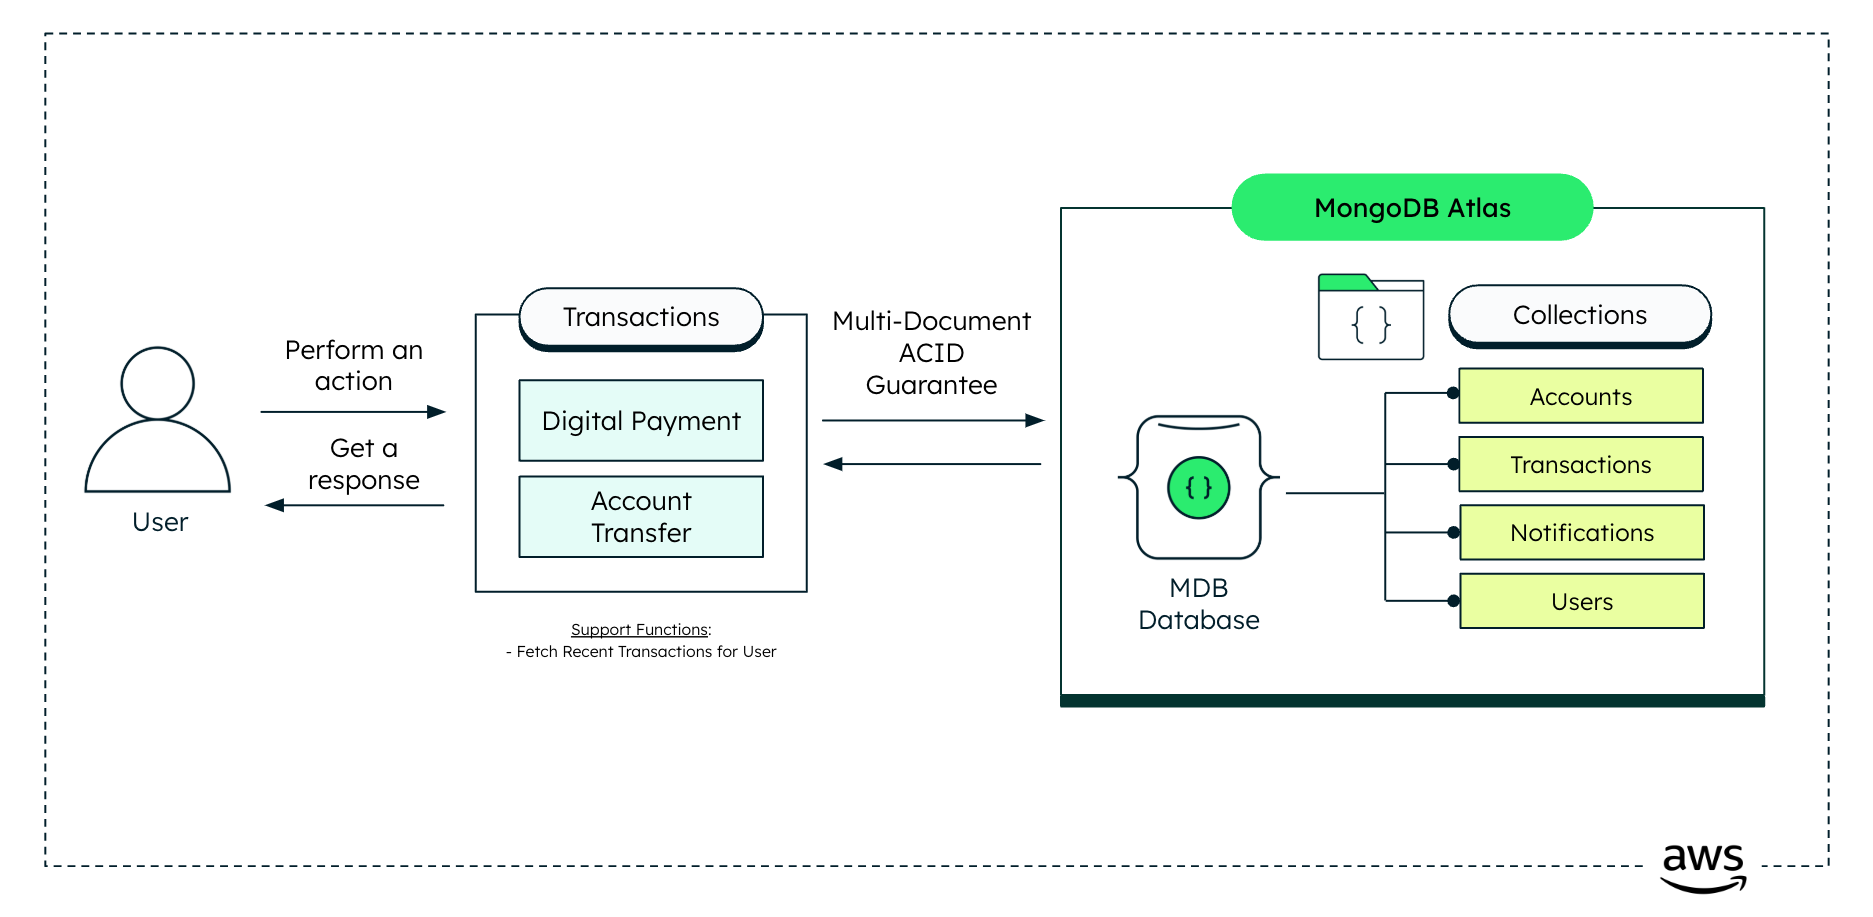 MongoDB Atlas
Transactions
Collections
Multi-Document
ACID
Guarantee
Perform an
action
Get a
response
User
Digital Payment
Account
Transfer
Support Functions:
- Fetch Recent Transactions for User
{ }
{ }
MDB
Database
Accounts
Transactions
Notifications
Users
aws